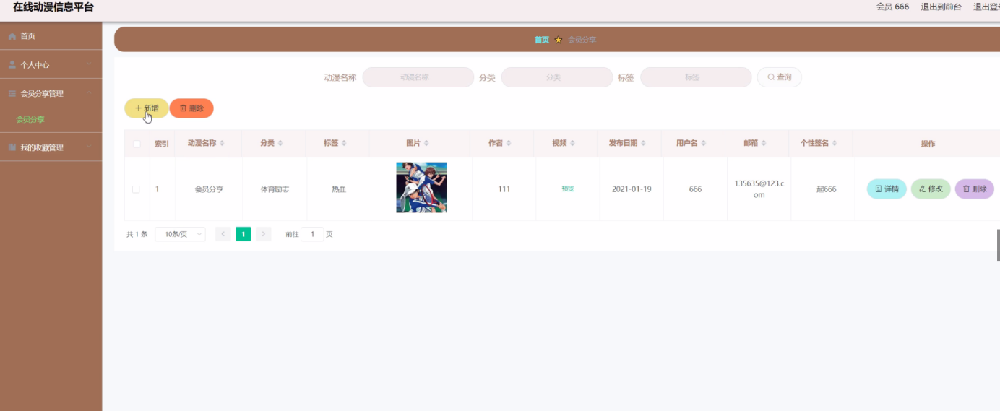 在线动漫信息平台
会员 666 退出到前台 退出登
首页
个人中心
会员分享管理
会员分享
我的收藏管理
首页 会员分享
动漫名称 动漫名称 分类 分类 标签 标签 查询
新增 删除
索引 动漫名称 分类 标签 图片 作者 视频 发布日期 用户名 邮箱 个性签名 操作
1 会员分享 体育励志 热血 111 预览 2021-01-19 666 135635@123.c
om 一起666 详情 修改 删除
共 1 条 10条/页 1 前往 1 页